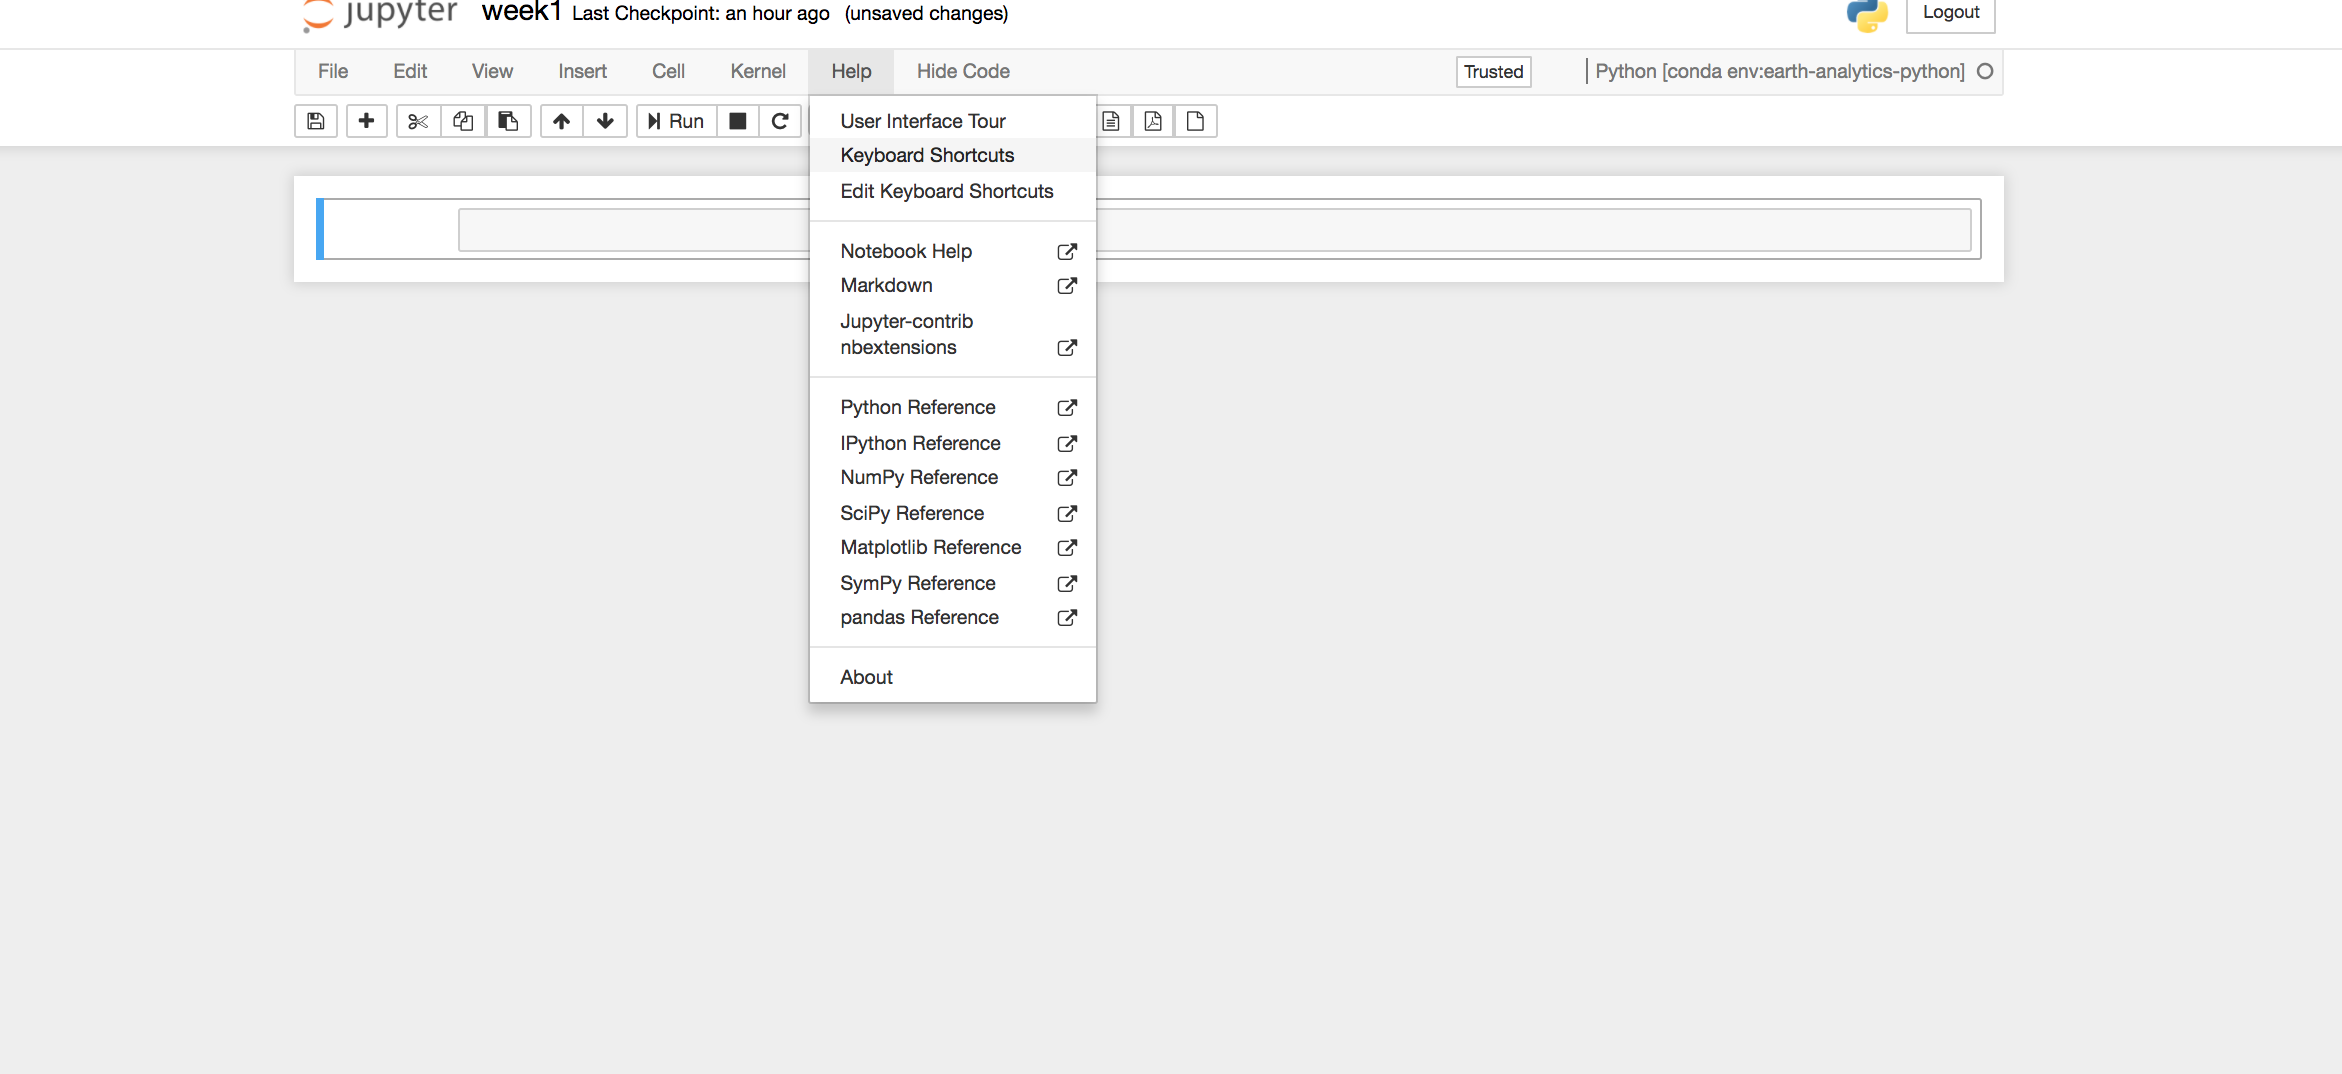 jupyter week1 Last Checkpoint: an hour ago (unsaved changes) Logout
File Edit View Insert Cell Kernel Help Hide Code Trusted Python [conda env:earth-analytics-python]
Run
User Interface Tour
Keyboard Shortcuts
Edit Keyboard Shortcuts
Notebook Help
Markdown
Jupyter-contrib
nbextensions
Python Reference
IPython Reference
NumPy Reference
SciPy Reference
Matplotlib Reference
SymPy Reference
pandas Reference
About